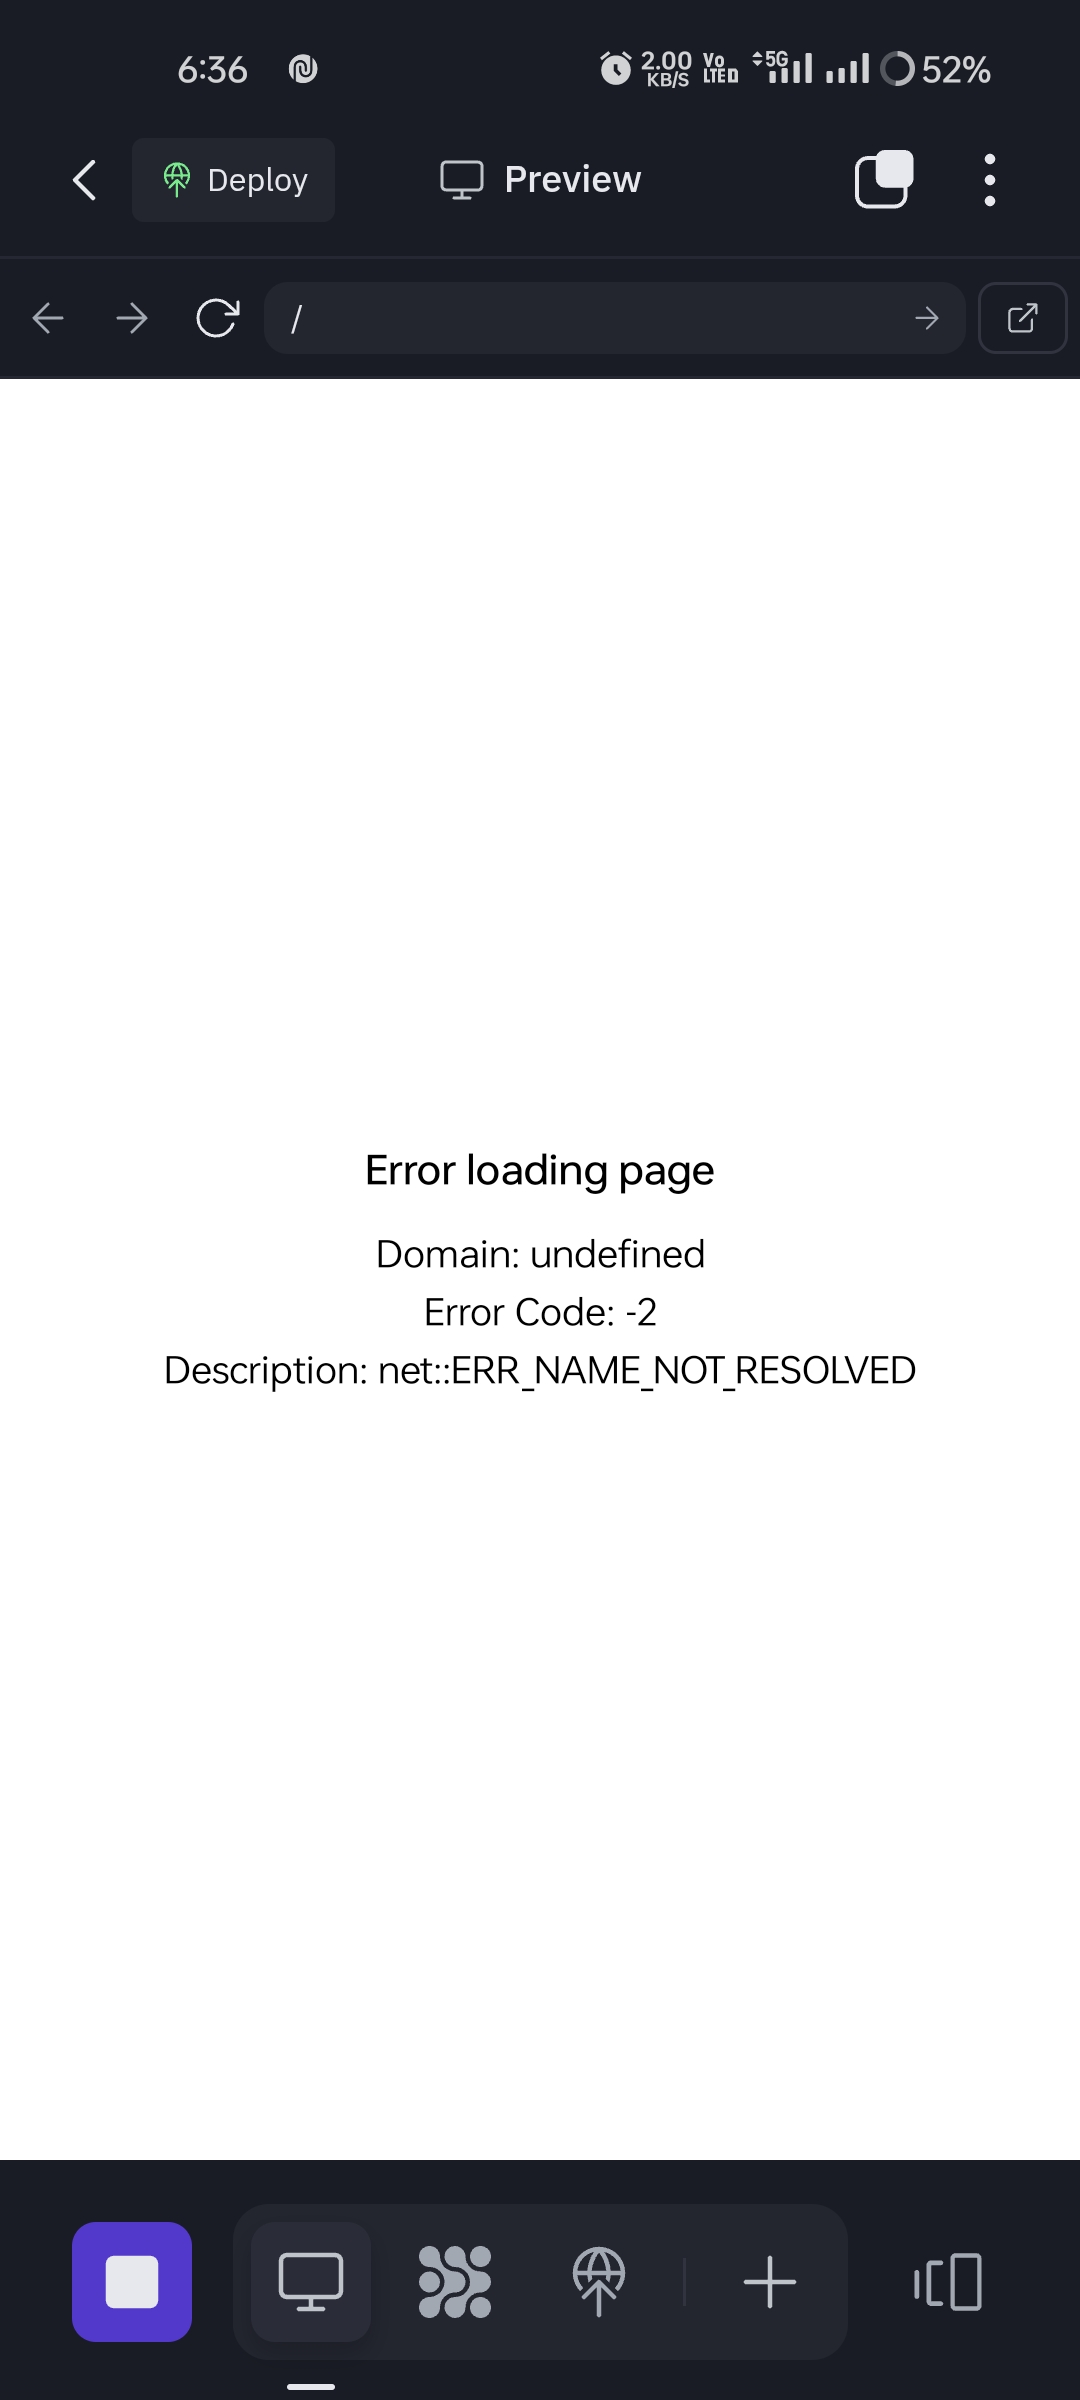 6:36
2.00 KB/S
Vo LTE D
5G
52%
Deploy
Preview
/
Error loading page
Domain: undefined
Error Code: -2
Description: net::ERR_NAME_NOT_RESOLVED